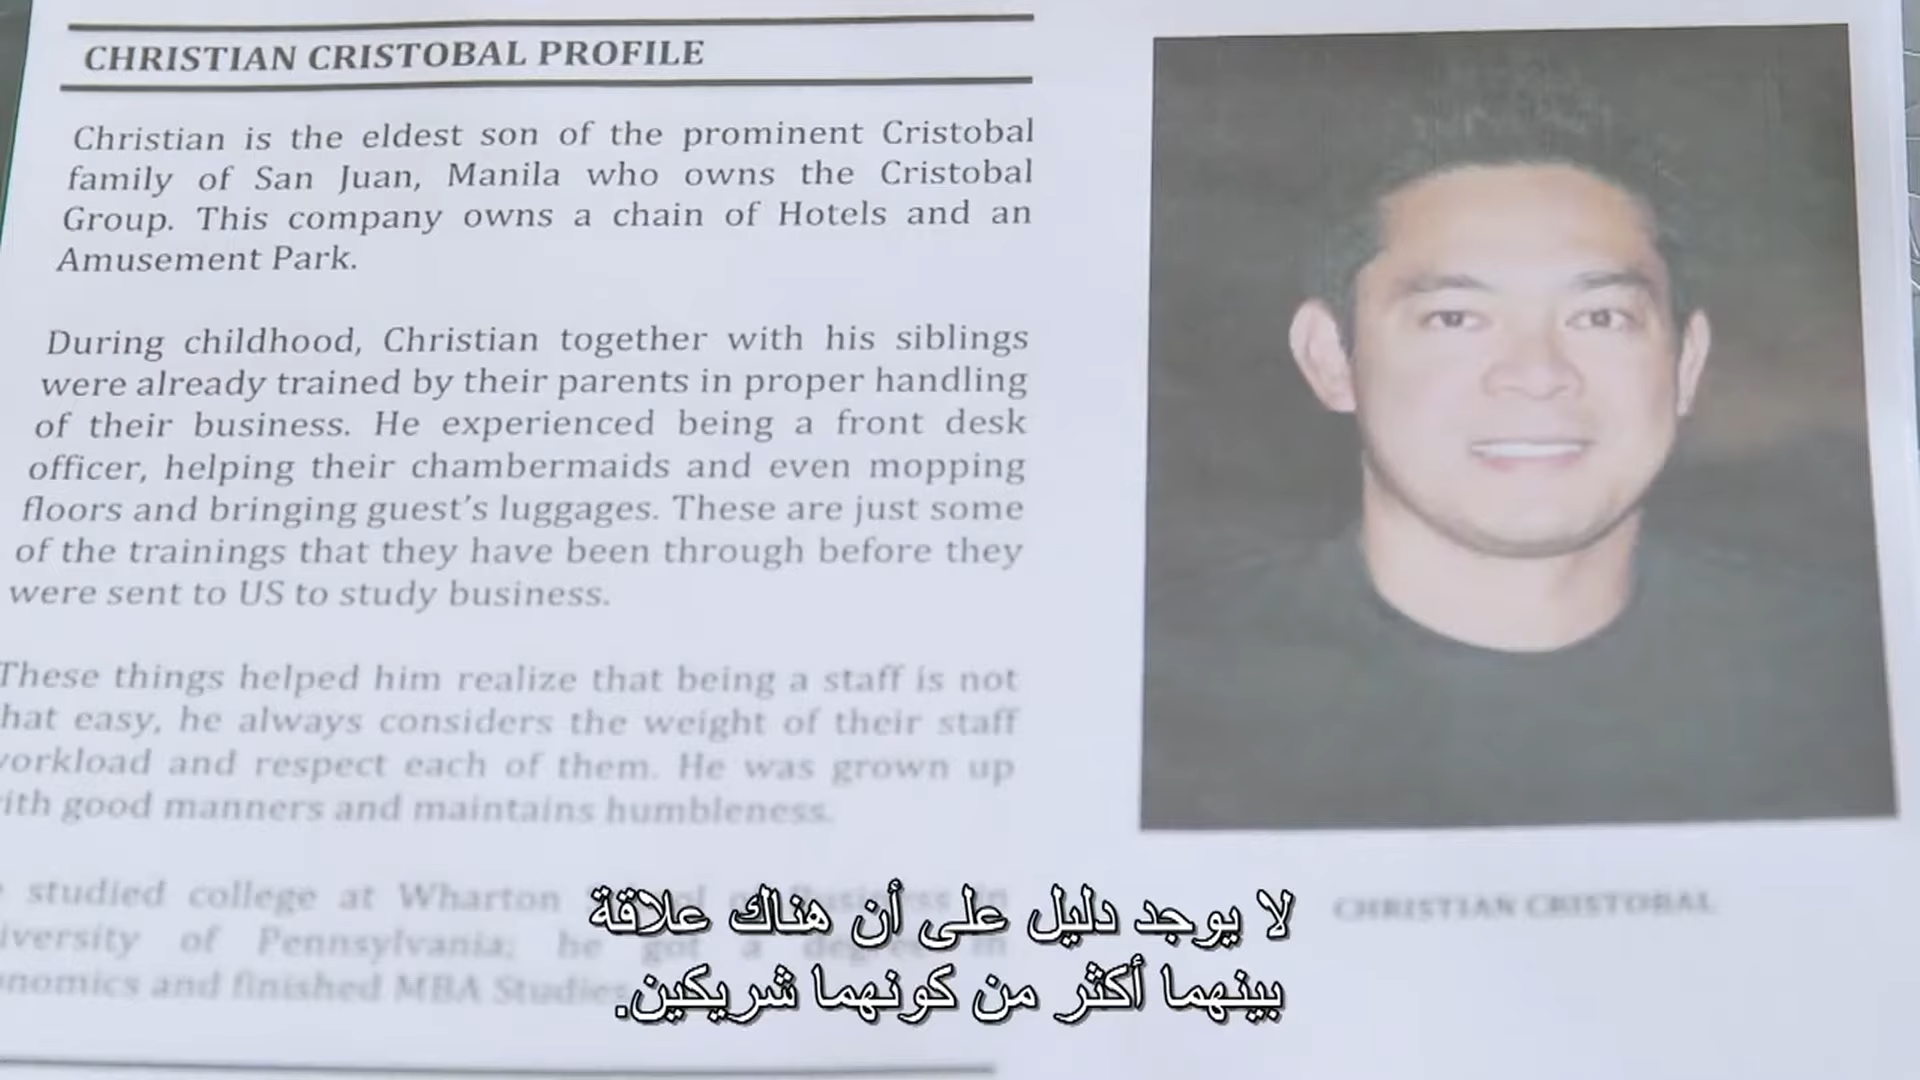 CHRISTIAN CRISTOBAL PROFILE
Christian is the eldest son of the prominent Cristobal
family of San Juan, Manila who owns the Cristobal
Group. This company owns a chain of Hotels and an
Amusement Park.
During childhood, Christian together with his siblings
were already trained by their parents in proper handling
of their business. He experienced being a front desk
officer, helping their chambermaids and even mopping
floors and bringing guest's luggages. These are just some
of the trainings that they have been through before they
were sent to US to study business.
These things helped him realize that being a staff is not
hat easy, he always considers the weight of their staff
orkload and respect each of them. He was grown up
ith good manners and maintains humbleness.
studied college at Wharton
iversity of Pennsylvania; he got a degree in
nomics and finished MBA Studies
CHRISTIAN CRISTOBAL
لا يوجد دليل على أن هناك علاقة
بينهما أكثر من كونهما شريكين.